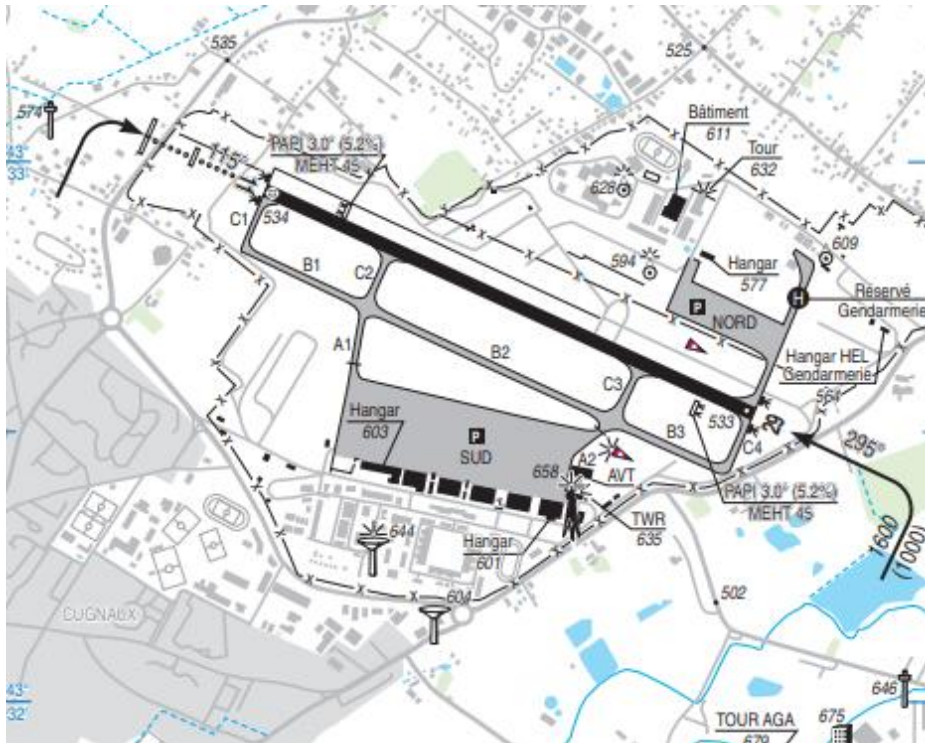 535
525
574
43°
33'
115°
PAPI 3.0° (5.2%)
MEHT 45
Bâtiment
611
Tour
632
628
C1
534
B1
C2
594
609
Hangar
577
H
Réservé
Gendarmerie
P
NORD
A1
B2
Hangar HEL
Gendarmerie
564
C3
Hangar
603
P
SUD
533
29
B3
C4
295°
658
A2
AVT
PAPI 3.0° (5.2%)
MEHT 45
TWR
635
1600
(1000)
644
Hangar
601
604
502
CUGNAUX
43°
32'
646
TOUR AGA
679
675